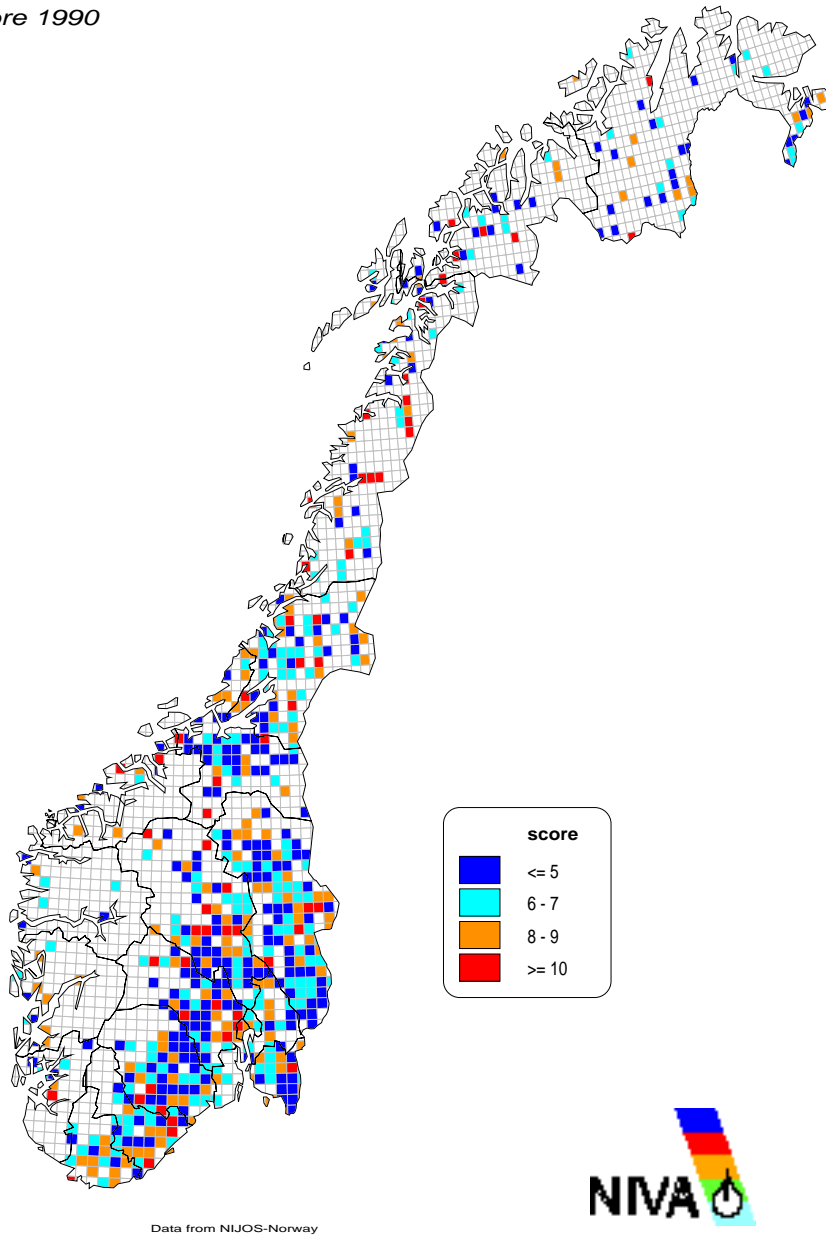 ore 1990
score
<= 5
6 - 7
8 - 9
>= 10
NIVA
Data from NIJOS-Norway